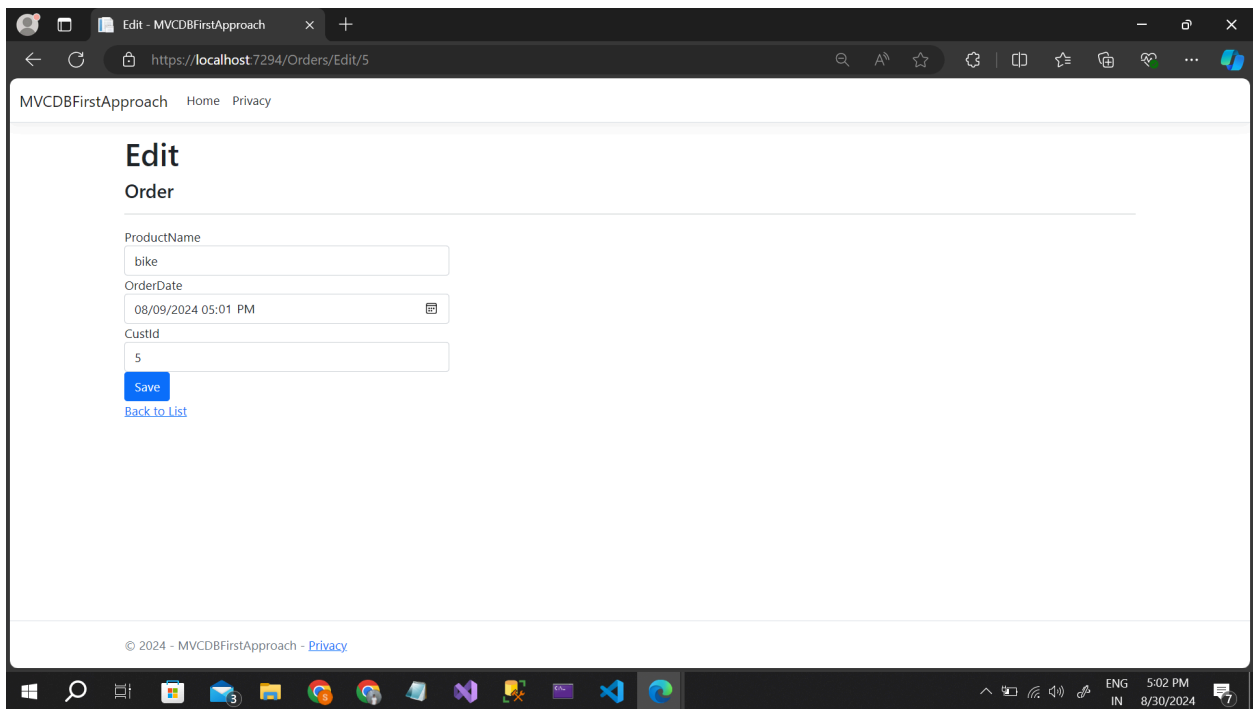 Edit - MVCDBFirstApproach
https://localhost:7294/Orders/Edit/5
MVCDBFirstApproach Home Privacy
Edit
Order
ProductName
bike
OrderDate
08/09/2024 05:01 PM
CustId
5
Save
Back to List
© 2024 - MVCDBFirstApproach - Privacy
3
S
ENG
IN
5:02 PM
8/30/2024
7